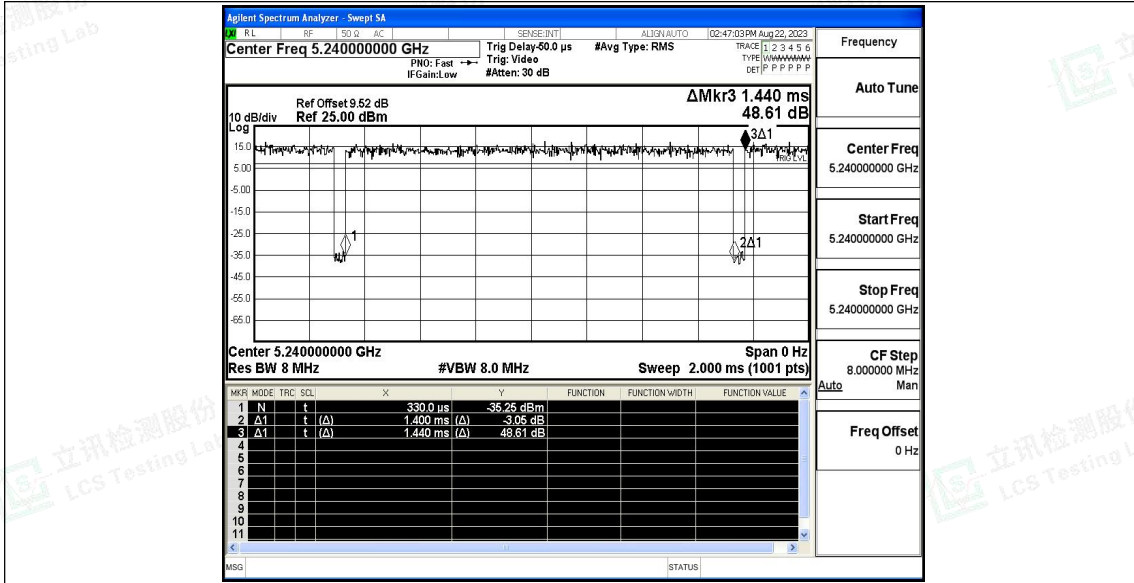 Agilent Spectrum Analyzer - Swept SA
LXI RL RF 50 Ω AC SENSE:INT ALIGN AUTO 02:47:03 PM Aug 22, 2023
Center Freq 5.240000000 GHz Trig Delay-50.0 µs #Avg Type: RMS TRACE 1 2 3 4 5 6
PNO: Fast Trig: Video TYPE WWWWWW
IFGain:Low #Atten: 30 dB DET P P P P P P
ΔMkr3 1.440 ms
48.61 dB
Ref Offset 9.52 dB
10 dB/div Ref 25.00 dBm
Log
15.0
5.00
-5.00
-15.0
-25.0
-35.0
-45.0
-55.0
-65.0
3Δ1
TRIG LVL
1
2Δ1
Center 5.240000000 GHz Span 0 Hz
Res BW 8 MHz #VBW 8.0 MHz Sweep 2.000 ms (1001 pts)
MKR MODE TRC SCL X Y FUNCTION FUNCTION WIDTH FUNCTION VALUE
1 N t 330.0 µs -35.25 dBm
2 Δ1 t (Δ) 1.400 ms (Δ) -3.05 dB
3 Δ1 t (Δ) 1.440 ms (Δ) 48.61 dB
4
5
6
7
8
9
10
11
MSG STATUS
Frequency
Auto Tune
Center Freq
5.240000000 GHz
Start Freq
5.240000000 GHz
Stop Freq
5.240000000 GHz
CF Step
8.000000 MHz
Auto Man
Freq Offset
0 Hz
立讯检测股份
LCS Testing Lab